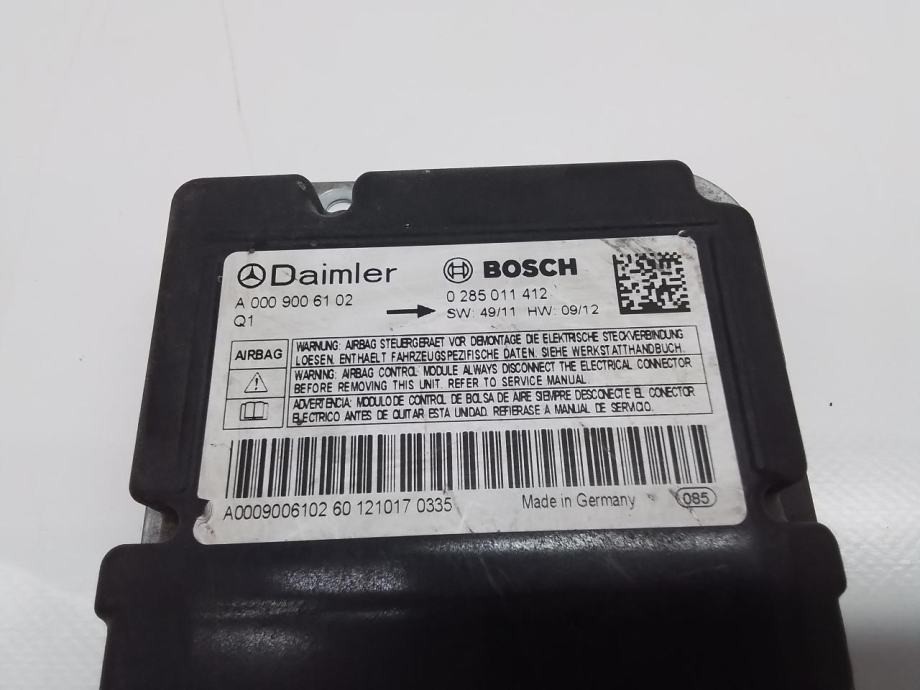 Daimler BOSCH
A 000 900 61 02 0 285 011 412
Q1 SW: 49/11 HW: 09/12
AIRBAG
WARNUNG: AIRBAG STEUERGERAET VOR DEMONTAGE DIE ELEKTRISCHE STECKVERBINDUNG
LOESEN. ENTHAELT FAHRZEUGSPEZIFISCHE DATEN. SIEHE WERKSTATTHANDBUCH.
WARNING: AIRBAG CONTROL MODULE ALWAYS DISCONNECT THE ELECTRICAL CONNECTOR
BEFORE REMOVING THIS UNIT. REFER TO SERVICE MANUAL.
ADVERTENCIA: MODULO DE CONTROL DE BOLSA DE AIRE SIEMPRE DESCONECTE EL CONECTOR
ELECTRICO ANTES DE QUITAR ESTA UNIDAD. REFIERASE A MANUAL DE SERVICIO.
A0009006102 60 121017 0335 Made in Germany 085